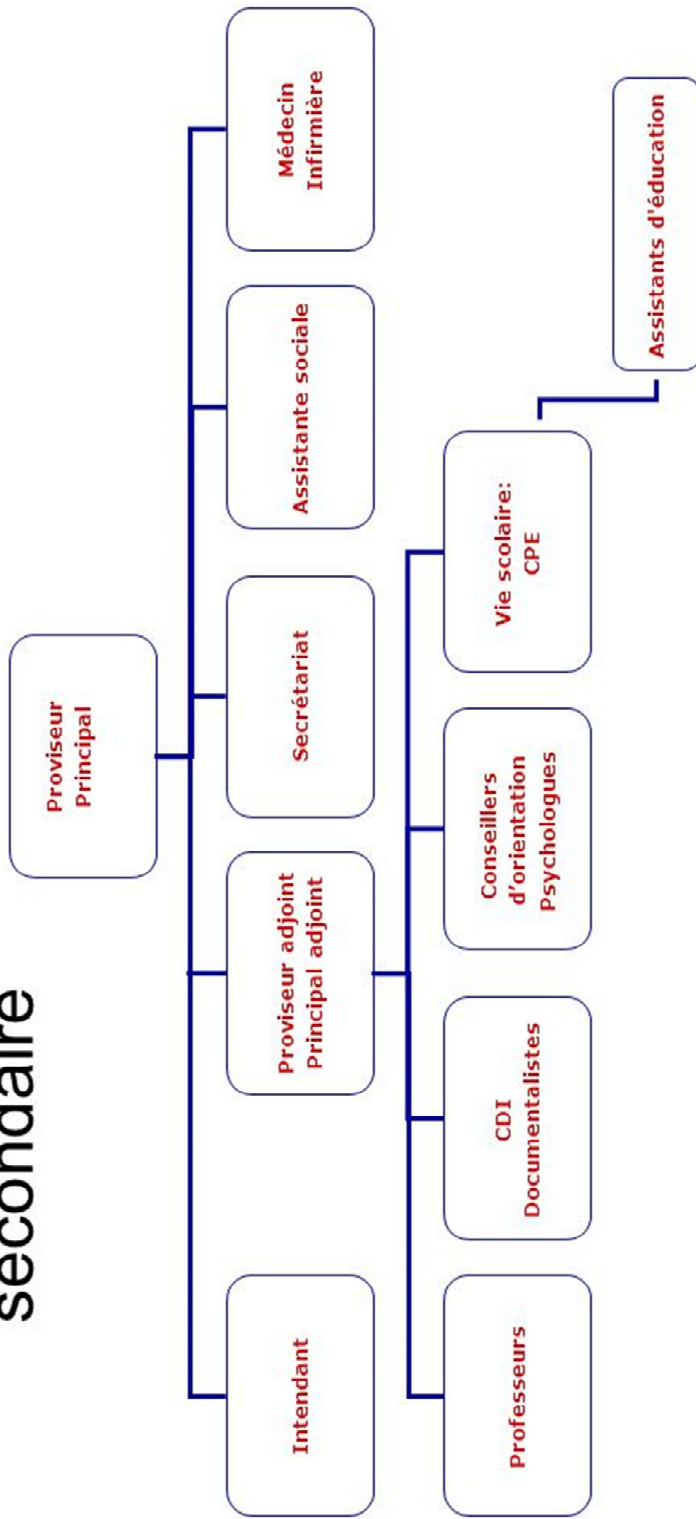 secondaire
Proviseur
Principal
Intendant
Proviseur adjoint
Principal adjoint
Secrétariat
Assistante sociale
Médecin
Infirmière
Professeurs
CDI
Documentalistes
Conseillers
d’orientation
Psychologues
Vie scolaire:
CPE
Assistants d'éducation